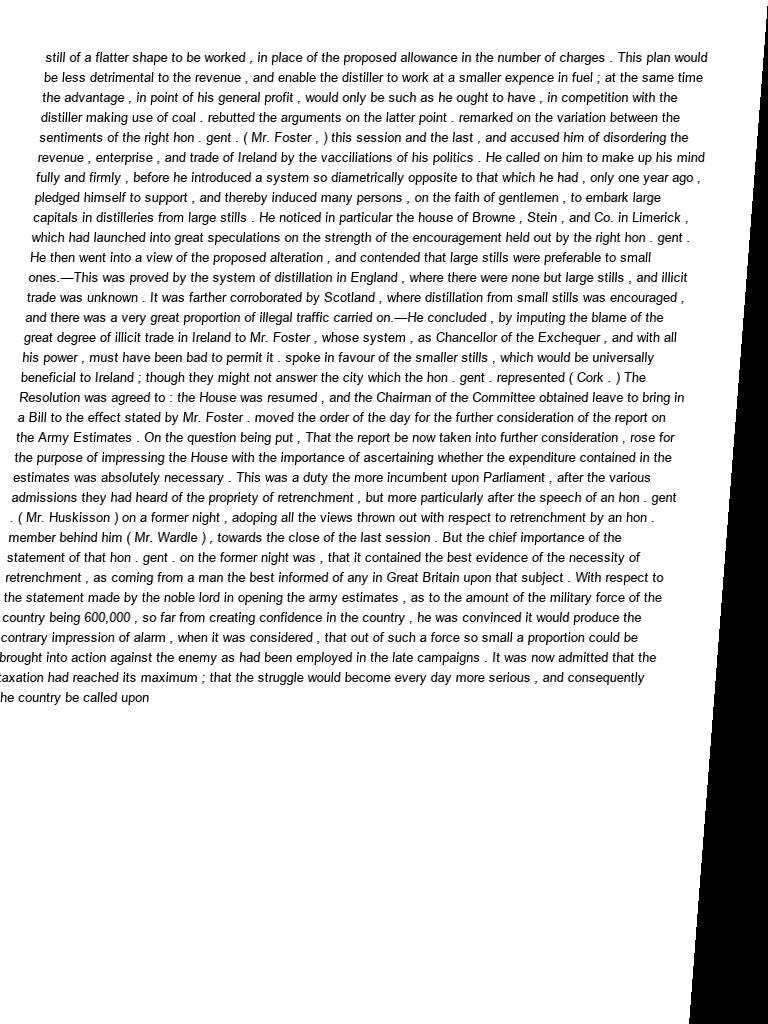 still of a flatter shape to be worked , in place of the proposed allowance in the number of charges . This plan would
be less detrimental to the revenue , and enable the distiller to work at a smaller expence in fuel ; at the same time
the advantage , in point of his general profit , would only be such as he ought to have , in competition with the
distiller making use of coal . rebutted the arguments on the latter point . remarked on the variation between the
sentiments of the right hon . gent . ( Mr. Foster , ) this session and the last , and accused him of disordering the
revenue , enterprise , and trade of Ireland by the vacciliations of his politics . He called on him to make up his mind
fully and firmly , before he introduced a system so diametrically opposite to that which he had , only one year ago ,
pledged himself to support , and thereby induced many persons , on the faith of gentlemen , to embark large
capitals in distilleries from large stills . He noticed in particular the house of Browne , Stein , and Co. in Limerick ,
which had launched into great speculations on the strength of the encouragement held out by the right hon . gent .
He then went into a view of the proposed alteration , and contended that large stills were preferable to small
ones.—This was proved by the system of distillation in England , where there were none but large stills , and illicit
trade was unknown . It was farther corroborated by Scotland , where distillation from small stills was encouraged ,
and there was a very great proportion of illegal traffic carried on.—He concluded , by imputing the blame of the
great degree of illicit trade in Ireland to Mr. Foster , whose system , as Chancellor of the Exchequer , and with all
his power , must have been bad to permit it . spoke in favour of the smaller stills , which would be universally
beneficial to Ireland ; though they might not answer the city which the hon . gent . represented ( Cork . ) The
Resolution was agreed to : the House was resumed , and the Chairman of the Committee obtained leave to bring in
a Bill to the effect stated by Mr. Foster . moved the order of the day for the further consideration of the report on
the Army Estimates . On the question being put , That the report be now taken into further consideration , rose for
the purpose of impressing the House with the importance of ascertaining whether the expenditure contained in the
estimates was absolutely necessary . This was a duty the more incumbent upon Parliament , after the various
admissions they had heard of the propriety of retrenchment , but more particularly after the speech of an hon . gent
. ( Mr. Huskisson ) on a former night , adoping all the views thrown out with respect to retrenchment by an hon .
member behind him ( Mr. Wardle ) , towards the close of the last session . But the chief importance of the
statement of that hon . gent . on the former night was , that it contained the best evidence of the necessity of
retrenchment , as coming from a man the best informed of any in Great Britain upon that subject . With respect to
the statement made by the noble lord in opening the army estimates , as to the amount of the military force of the
country being 600,000 , so far from creating confidence in the country , he was convinced it would produce the
contrary impression of alarm , when it was considered , that out of such a force so small a proportion could be
brought into action against the enemy as had been employed in the late campaigns . It was now admitted that the
taxation had reached its maximum ; that the struggle would become every day more serious , and consequently
he country be called upon